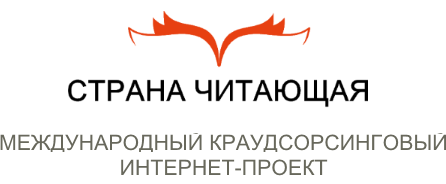 СТРАНА ЧИТАЮЩАЯ
МЕЖДУНАРОДНЫЙ КРАУДСОРСИНГОВЫЙ
ИНТЕРНЕТ-ПРОЕКТ